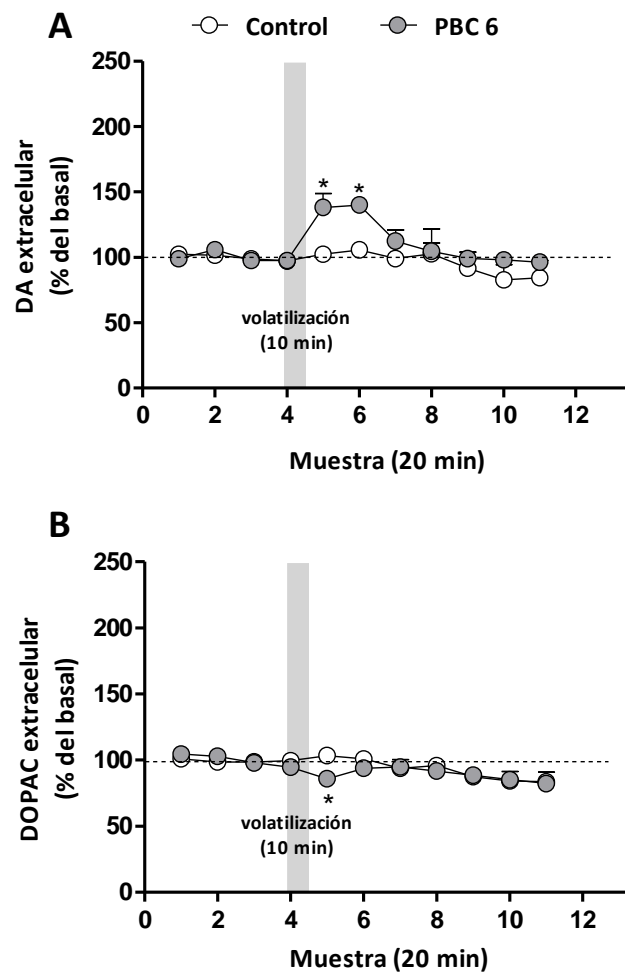 A
Control
PBC 6
250
200
150
100
50
0
DA extracelular
(% del basal)
*
*
volatilización
(10 min)
0
2
4
6
8
10
12
Muestra (20 min)
B
250
200
150
100
50
0
DOPAC extracelular
(% del basal)
*
volatilización
(10 min)
0
2
4
6
8
10
12
Muestra (20 min)